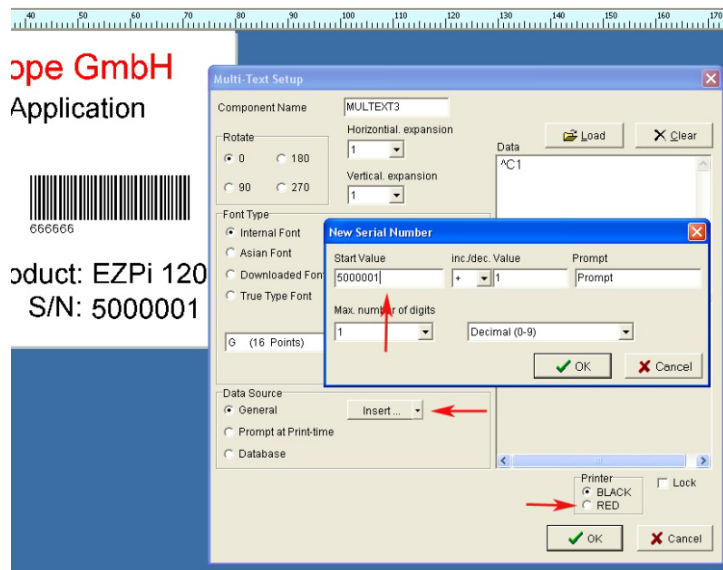 40 50 60 70 80 90 100 110 120 130 140 150 160 170
ope GmbH
Application
666666
oduct: EZPi 120
S/N: 5000001
Multi-Text Setup
Component Name
MULTEXT3
Rotate
0 180
90 270
Horizontial. expansion
1
Vertical. expansion
1
Load
Clear
Data
^C1
Font Type
Internal Font
Asian Font
Downloaded Fon
True Type Font
G (16 Points)
New Serial Number
Start Value
inc./dec. Value
Prompt
5000001
+
1
Prompt
Max. number of digits
1
Decimal (0-9)
OK
Cancel
Data Source
General
Insert ...
Prompt at Print-time
Database
Printer
BLACK
RED
Lock
OK
Cancel